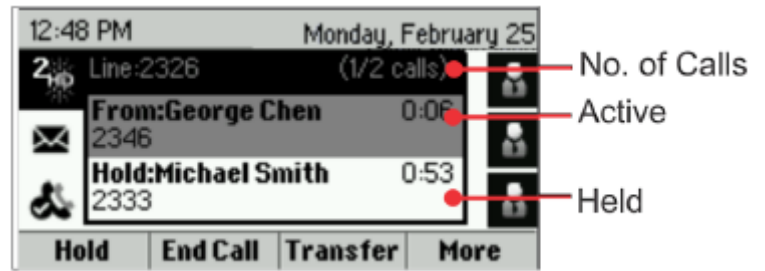 12:48 PM Monday, February 25
2 HD Line:2326 (1/2 calls) No. of Calls
From:George Chen 0:06 Active
2346
Hold:Michael Smith 0:53
2333 Held
Hold End Call Transfer More